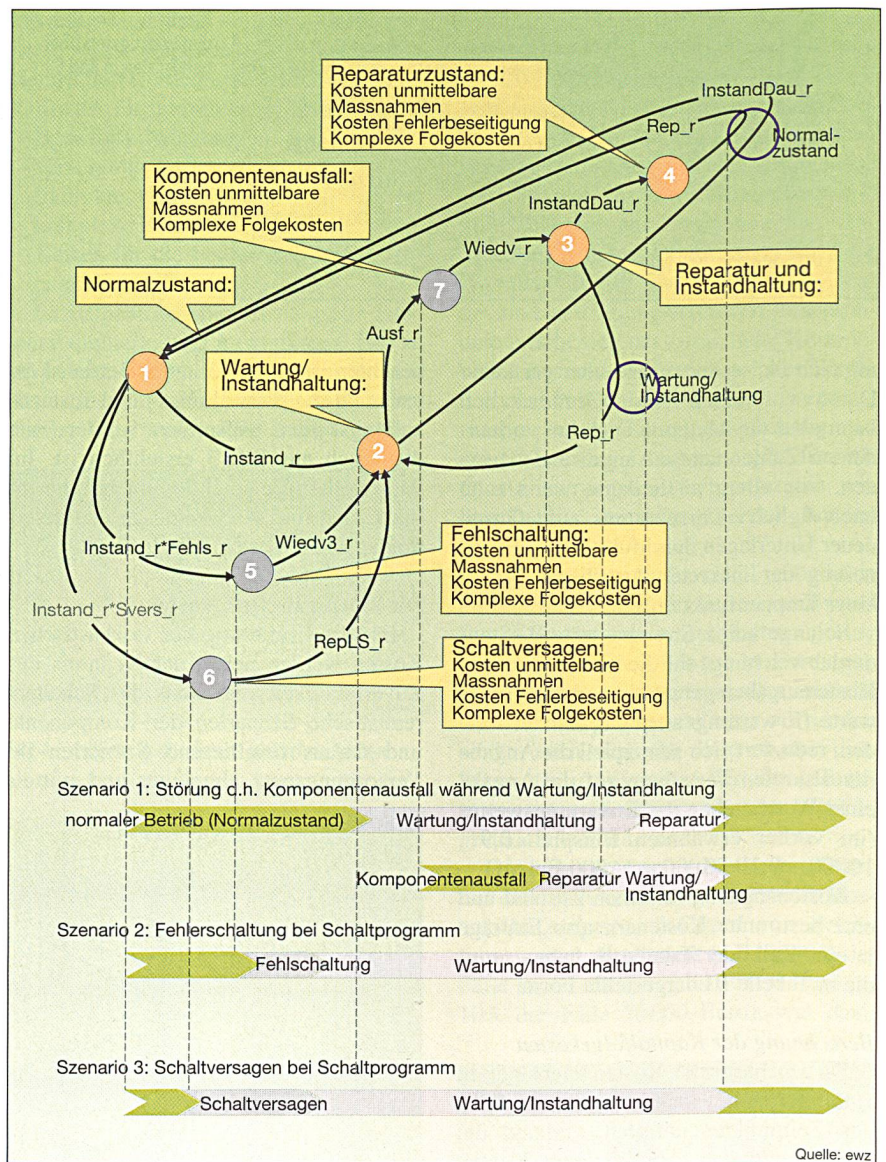 Reparaturzustand:
Kosten unmittelbare
Massnahmen
Kosten Fehlerbeseitigung
Komplexe Folgekosten
InstandDau_r
Rep_r
Normal-
zustand
4
Komponentenausfall:
Kosten unmittelbare
Massnahmen
Komplexe Folgekosten
InstandDau_r
Wiedv_r
3
Reparatur und
Instandhaltung:
Normalzustand:
7
Ausf_r
1
Wartung/
Instandhaltung:
Wartung/
Instandhaltung
Instand_r
2
Rep_r
Instand_r*Fehls_r
Wiedv3_r
5
Fehlschaltung:
Kosten unmittelbare
Massnahmen
Kosten Fehlerbeseitigung
Komplexe Folgekosten
Instand_r*Svers_r
RepLS_r
6
Schaltversagen:
Kosten unmittelbare
Massnahmen
Kosten Fehlerbeseitigung
Komplexe Folgekosten
Szenario 1: Störung d.h. Komponentenausfall während Wartung/Instandhaltung
normaler Betrieb (Normalzustand) Wartung/Instandhaltung Reparatur
Komponentenausfall Reparatur Wartung/
Instandhaltung
Szenario 2: Fehlerschaltung bei Schaltprogramm
Fehlschaltung Wartung/Instandhaltung
Szenario 3: Schaltversagen bei Schaltprogramm
Schaltversagen Wartung/Instandhaltung
Quelle: ewz